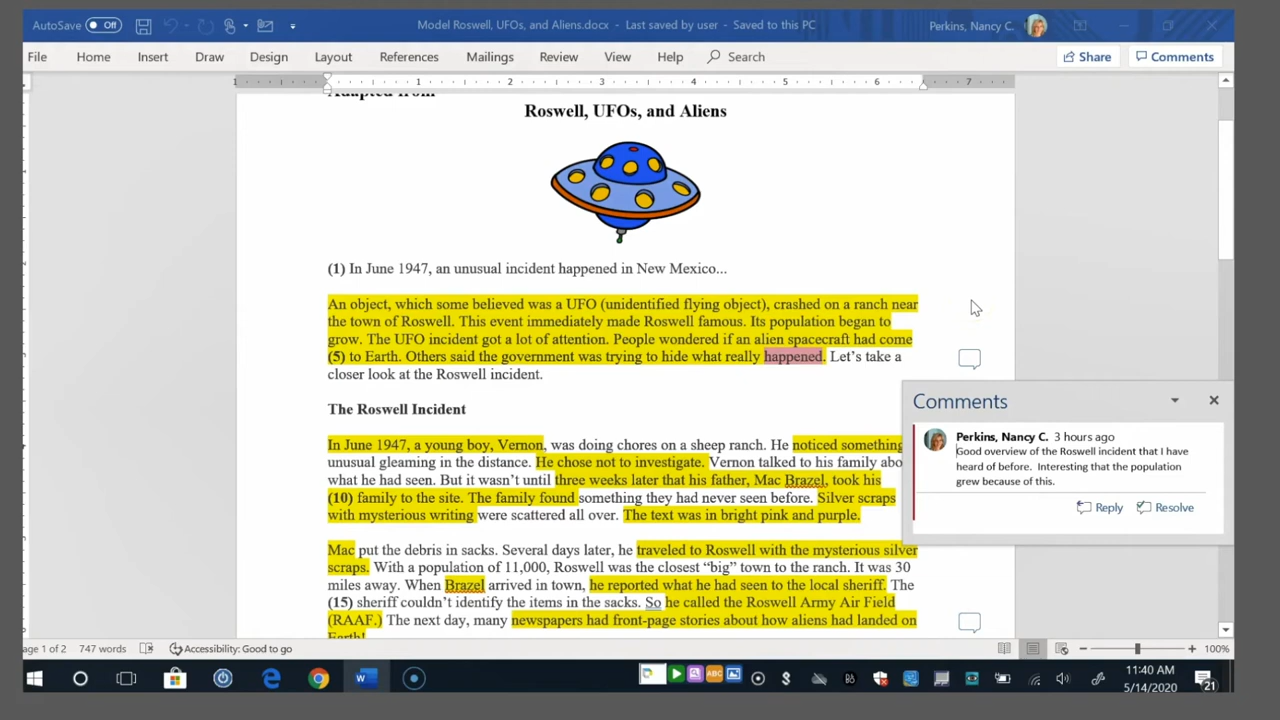 AutoSave Off
Model Roswell, UFOs, and Aliens.docx - Last saved by user - Saved to this PC
Perkins, Nancy C.
File Home Insert Draw Design Layout References Mailings Review View Help Search
Share Comments
1 1 2 3 4 5 6 7
Adapted from
Roswell, UFOs, and Aliens
(1) In June 1947, an unusual incident happened in New Mexico...
An object, which some believed was a UFO (unidentified flying object), crashed on a ranch near
the town of Roswell. This event immediately made Roswell famous. Its population began to
grow. The UFO incident got a lot of attention. People wondered if an alien spacecraft had come
(5) to Earth. Others said the government was trying to hide what really happened. Let’s take a
closer look at the Roswell incident.
The Roswell Incident
In June 1947, a young boy, Vernon, was doing chores on a sheep ranch. He noticed something
unusual gleaming in the distance. He chose not to investigate. Vernon talked to his family abo
what he had seen. But it wasn’t until three weeks later that his father, Mac Brazel, took his
(10) family to the site. The family found something they had never seen before. Silver scraps
with mysterious writing were scattered all over. The text was in bright pink and purple.
Mac put the debris in sacks. Several days later, he traveled to Roswell with the mysterious silver
scraps. With a population of 11,000, Roswell was the closest “big” town to the ranch. It was 30
miles away. When Brazel arrived in town, he reported what he had seen to the local sheriff. The
(15) sheriff couldn’t identify the items in the sacks. So he called the Roswell Army Air Field
(RAAF.) The next day, many newspapers had front-page stories about how aliens had landed on
Earth!
Comments
Perkins, Nancy C. 3 hours ago
Good overview of the Roswell incident that I have
heard of before. Interesting that the population
grew because of this.
Reply Resolve
age 1 of 2 747 words Accessibility: Good to go
100%
W
ABC
11:40 AM
5/14/2020
21